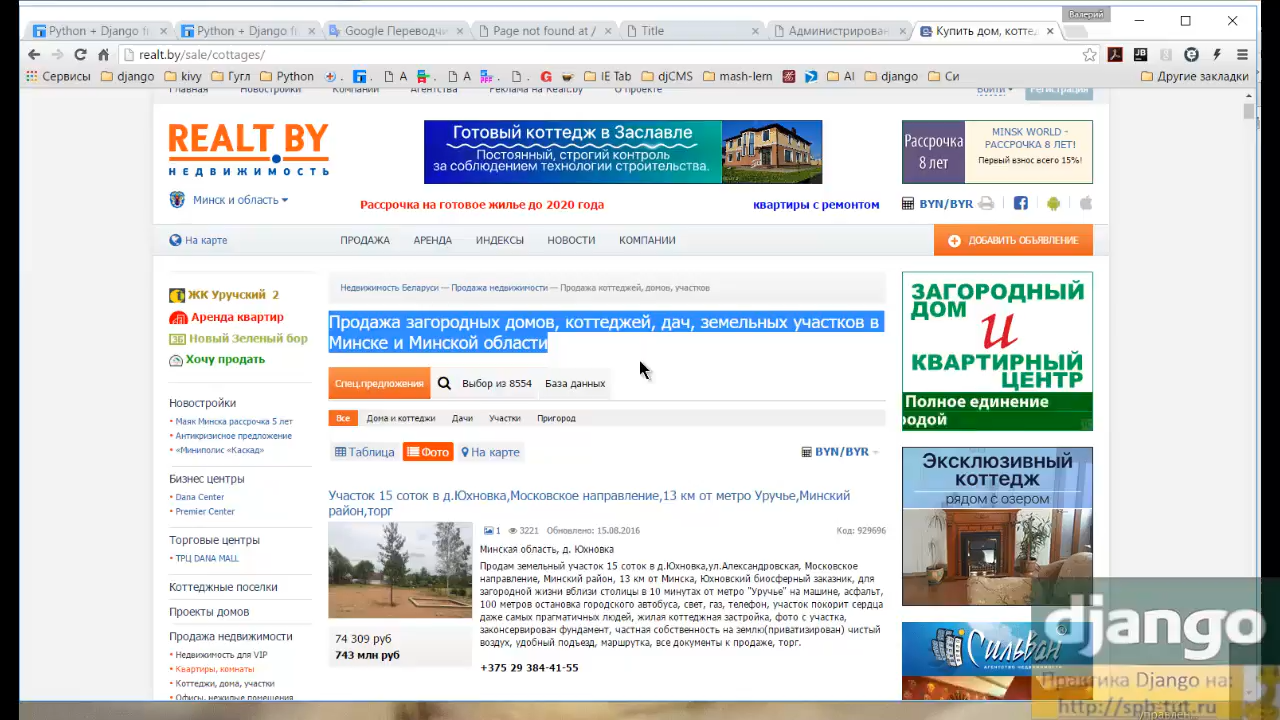 Валерий
Python + Django f
Python + Django f
Google Переводчи
Page not found at /
Title
Администрирован
Купить дом, котте
realt.by/sale/cottages/
Сервисы
django
kivy
Гугл
Python
А
А
IE Tab
djCMS
mash-lern
AI
django
Си
Другие закладки
Главная
Новостройки
Компании
Агентства
Реклама на Realt.by
О проекте
Войти
Регистрация
REALT BY
НЕДВИЖИМОСТЬ
Готовый коттедж в Заславле
Постоянный, строгий контроль
за соблюдением технологии строительства.
Рассрочка
8 лет
MINSK WORLD -
РАССРОЧКА 8 ЛЕТ!
Первый взнос всего 15%!
Минск и область
Рассрочка на готовое жилье до 2020 года
квартиры с ремонтом
BYN/BYR
На карте
ПРОДАЖА
АРЕНДА
ИНДЕКСЫ
НОВОСТИ
КОМПАНИИ
ДОБАВИТЬ ОБЪЯВЛЕНИЕ
ЖК Уручский 2
Аренда квартир
Новый Зеленый бор
Хочу продать
Новостройки
Маяк Минска рассрочка 5 лет
Антикризисное предложение
«Миниполис «Каскад»
Бизнес центры
Dana Center
Premier Center
Торговые центры
ТРЦ DANA MALL
Коттеджные поселки
Проекты домов
Продажа недвижимости
Недвижимость для VIP
Квартиры, комнаты
Коттеджи, дома, участки
Офисы, нежилые помещения
Недвижимость Беларуси — Продажа недвижимости — Продажа коттеджей, домов, участков
Продажа загородных домов, коттеджей, дач, земельных участков в
Минске и Минской области
Спец.предложения
Выбор из 8554
База данных
Все
Дома и коттеджи
Дачи
Участки
Пригород
Таблица
Фото
На карте
BYN/BYR
Участок 15 соток в д.Юхновка,Московское направление,13 км от метро Уручье,Минский
район,торг
1
3221
Обновлено: 15.08.2016
Код: 929696
Минская область, д. Юхновка
Продам земельный участок 15 соток в д.Юхновка,ул.Александровская, Московское
направление, Минский район, 13 км от Минска, Юхновский биосферный заказник, для
загородной жизни вблизи столицы в 10 минутах от метро "Уручье" на машине, асфальт,
100 метров остановка городского автобуса, свет, газ, телефон, участок покорит сердца
даже самых прагматичных людей, жилая коттеджная застройка, фото с участка,
законсервирован фундамент, частная собственность на землю(приватизирован) чистый
воздух, удобный подъезд, маршрутка, все документы к продаже, торг.
74 309 руб
743 млн руб
+375 29 384-41-55
ЗАГОРОДНЫЙ
ДОМ
И
КВАРТИРНЫЙ
ЦЕНТР
Полное единение
родой
Эксклюзивный
коттедж
рядом с озером
Сильван
агентство недвижимости
django
Практика Django на:
http://spb-tut.ru
управлен